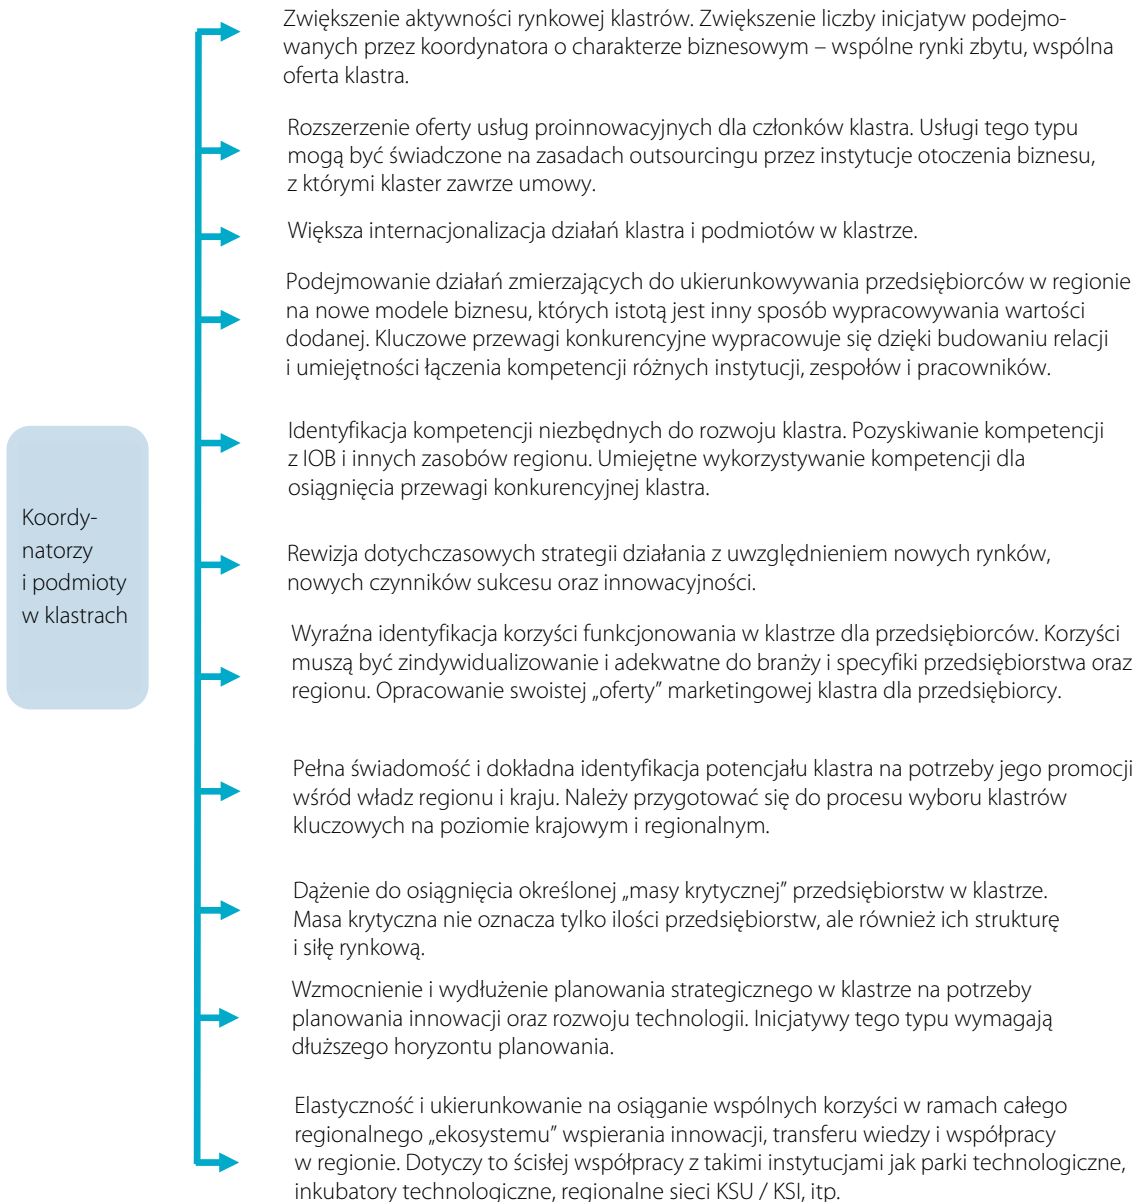 Zwiększenie aktywności rynkowej klastrów. Zwiększenie liczby inicjatyw podejmo-
wanych przez koordynatora o charakterze biznesowym – wspólne rynki zbytu, wspólna
oferta klastra.
Rozszerzenie oferty usług proinnowacyjnych dla członków klastra. Usługi tego typu
mogą być świadczone na zasadach outsourcingu przez instytucje otoczenia biznesu,
z którymi klaster zawrze umowy.
Większa internacjonalizacja działań klastra i podmiotów w klastrze.
Podejmowanie działań zmierzających do ukierunkowywania przedsiębiorców w regionie
na nowe modele biznesu, których istotą jest inny sposób wypracowywania wartości
dodanej. Kluczowe przewagi konkurencyjne wypracowuje się dzięki budowaniu relacji
i umiejętności łączenia kompetencji różnych instytucji, zespołów i pracowników.
Identyfikacja kompetencji niezbędnych do rozwoju klastra. Pozyskiwanie kompetencji
z IOB i innych zasobów regionu. Umiejętne wykorzystywanie kompetencji dla
osiągnięcia przewagi konkurencyjnej klastra.
Koordy-
natorzy
i podmioty
w klastrach
Rewizja dotychczasowych strategii działania z uwzględnieniem nowych rynków,
nowych czynników sukcesu oraz innowacyjności.
Wyraźna identyfikacja korzyści funkcjonowania w klastrze dla przedsiębiorców. Korzyści
muszą być zindywidualizowanie i adekwatne do branży i specyfiki przedsiębiorstwa oraz
regionu. Opracowanie swoistej „oferty” marketingowej klastra dla przedsiębiorcy.
Pełna świadomość i dokładna identyfikacja potencjału klastra na potrzeby jego promocji
wśród władz regionu i kraju. Należy przygotować się do procesu wyboru klastrów
kluczowych na poziomie krajowym i regionalnym.
Dążenie do osiągnięcia określonej „masy krytycznej” przedsiębiorstw w klastrze.
Masa krytyczna nie oznacza tylko ilości przedsiębiorstw, ale również ich strukturę
i siłę rynkową.
Wzmocnienie i wydłużenie planowania strategicznego w klastrze na potrzeby
planowania innowacji oraz rozwoju technologii. Inicjatywy tego typu wymagają
dłuższego horyzontu planowania.
Elastyczność i ukierunkowanie na osiąganie wspólnych korzyści w ramach całego
regionalnego „ekosystemu” wspierania innowacji, transferu wiedzy i współpracy
w regionie. Dotyczy to ścisłej współpracy z takimi instytucjami jak parki technologiczne,
inkubatory technologiczne, regionalne sieci KSU / KSI, itp.